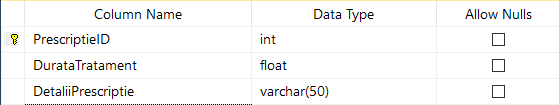 Column Name Data Type Allow Nulls
PrescriptieID int
DurataTratament float
DetaliiPrescriptie varchar(50)